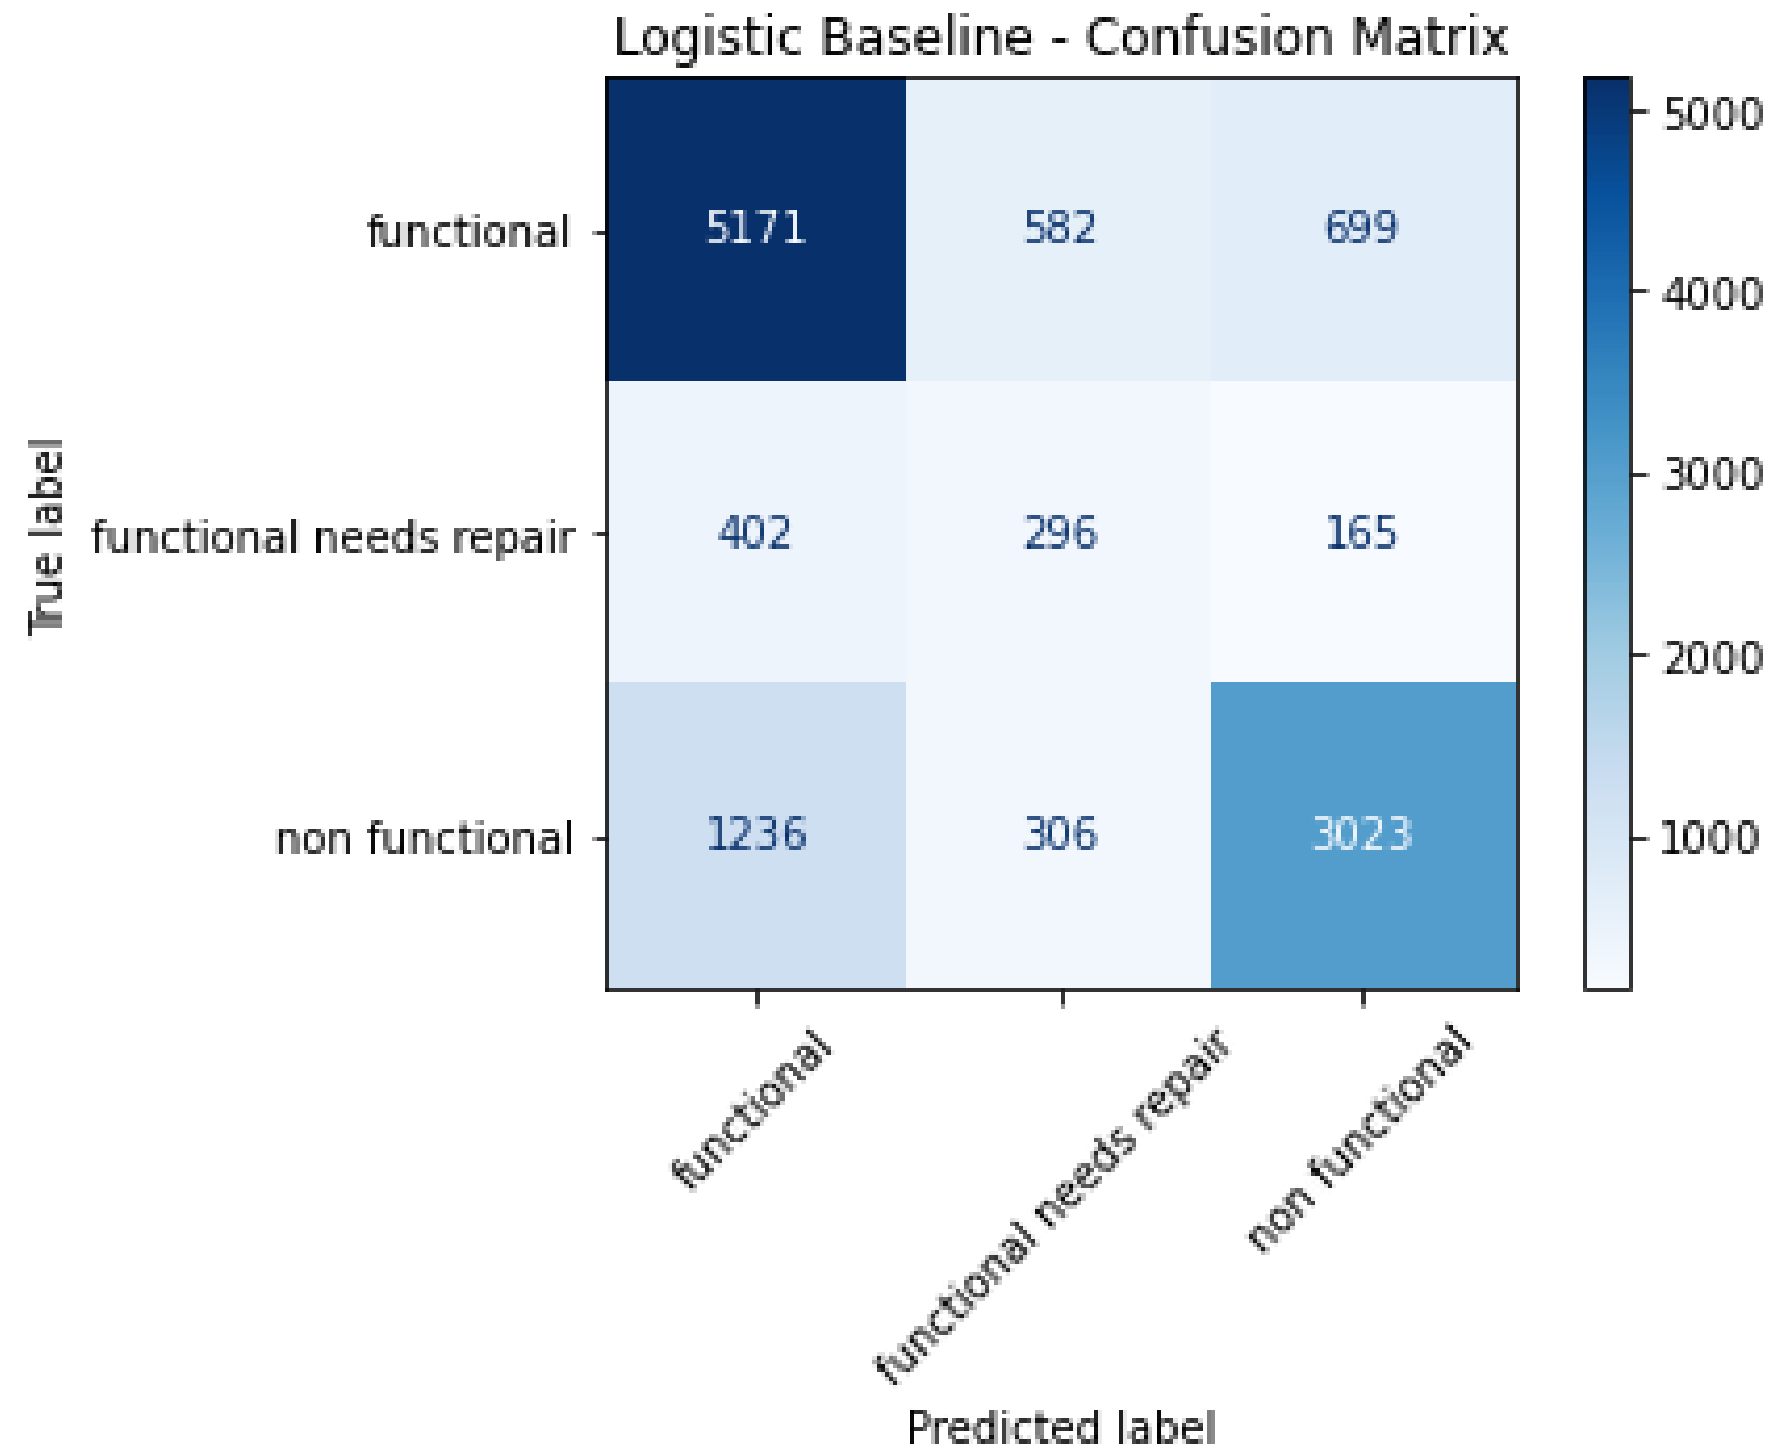 Logistic Baseline - Confusion Matrix
functional
5171
582
699
functional needs repair
402
296
165
non functional
1236
306
3023
True label
functional
functional needs repair
non functional
Predicted label
5000
4000
3000
2000
1000